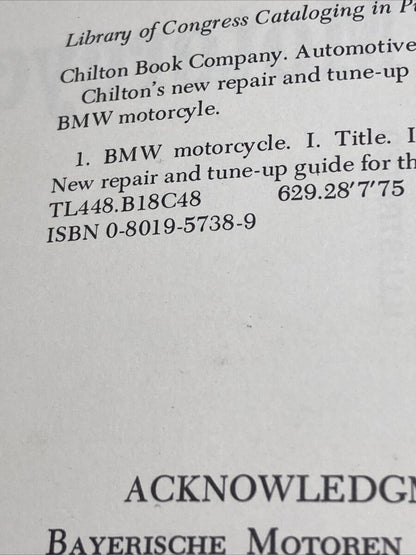 Library of Congress Cataloging in
Chilton Book Company. Automotive
Chilton's new repair and tune-up
BMW motorcyle.
1. BMW motorcycle. I. Title. I
New repair and tune-up guide for th
TL448.B18C48 629.28'7'75
ISBN 0-8019-5738-9
ACKNOWLEDG
BAYERISCHE MOTOREN